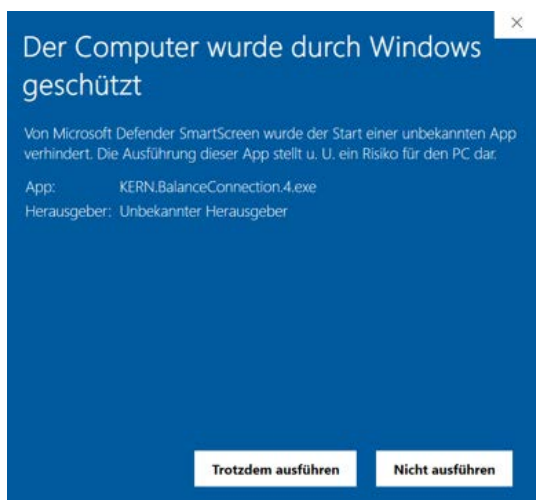 Der Computer wurde durch Windows
geschützt
Von Microsoft Defender SmartScreen wurde der Start einer unbekannten App
verhindert. Die Ausführung dieser App stellt u. U. ein Risiko für den PC dar.
App: KERN.BalanceConnection.4.exe
Herausgeber: Unbekannter Herausgeber
Trotzdem ausführen Nicht ausführen